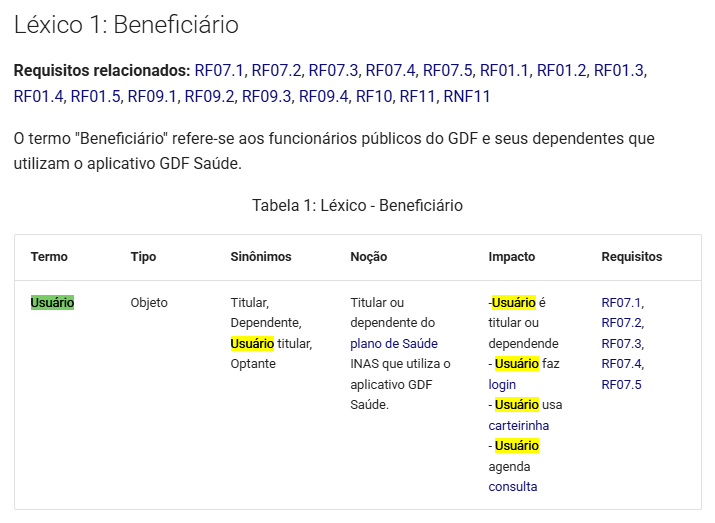 Léxico 1: Beneficiário
Requisitos relacionados: RF07.1, RF07.2, RF07.3, RF07.4, RF07.5, RF01.1, RF01.2, RF01.3,
RF01.4, RF01.5, RF09.1, RF09.2, RF09.3, RF09.4, RF10, RF11, RNF11
O termo "Beneficiário" refere-se aos funcionários públicos do GDF e seus dependentes que
utilizam o aplicativo GDF Saúde.
Tabela 1: Léxico - Beneficiário
Termo Tipo Sinônimos Noção Impacto Requisitos
Usuário Objeto Titular, Titular ou -Usuário é RF07.1,
Dependente, dependente do titular ou RF07.2,
Usuário titular, plano de Saúde dependende RF07.3,
Optante INAS que utiliza o - Usuário faz RF07.4,
aplicativo GDF login RF07.5
Saúde. - Usuário usa
carteirinha
- Usuário
agenda
consulta